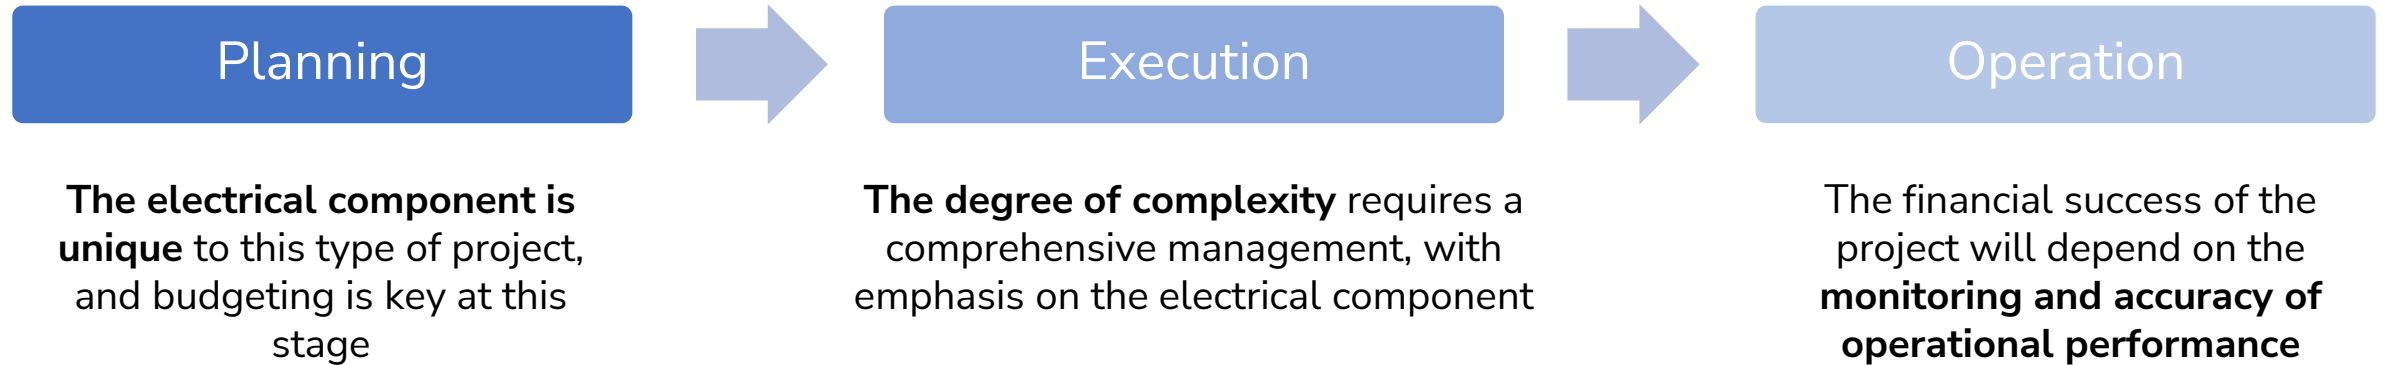 Planning
Execution
Operation
The electrical component is
unique to this type of project,
and budgeting is key at this
stage
The degree of complexity requires a
comprehensive management, with
emphasis on the electrical component
The financial success of the
project will depend on the
monitoring and accuracy of
operational performance